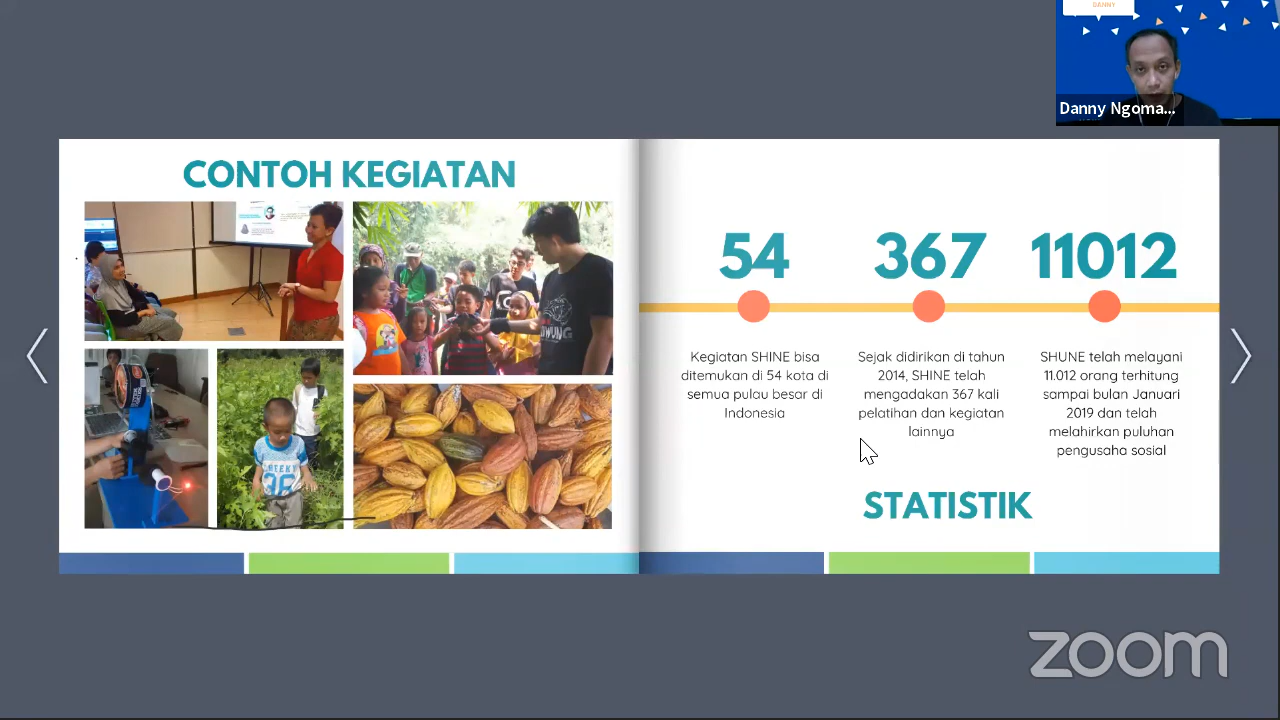 DANNY
Danny Ngoma...
CONTOH KEGIATAN
54
367
11012
Kegiatan SHINE bisa
ditemukan di 54 kota di
semua pulau besar di
Indonesia
Sejak didirikan di tahun
2014, SHINE telah
mengadakan 367 kali
pelatihan dan kegiatan
lainnya
SHUNE telah melayani
11.012 orang terhitung
sampai bulan Januari
2019 dan telah
melahirkan puluhan
pengusaha sosial
STATISTIK
zoom